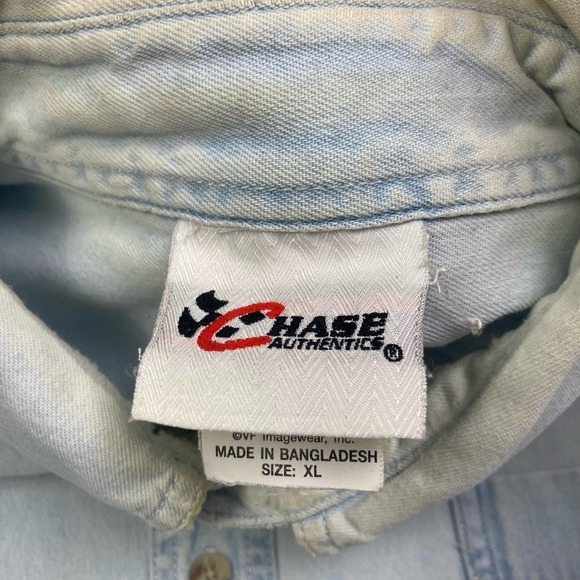 CHASE
AUTHENTICS®
©VF Imagewear, Inc.
MADE IN BANGLADESH
SIZE: XL